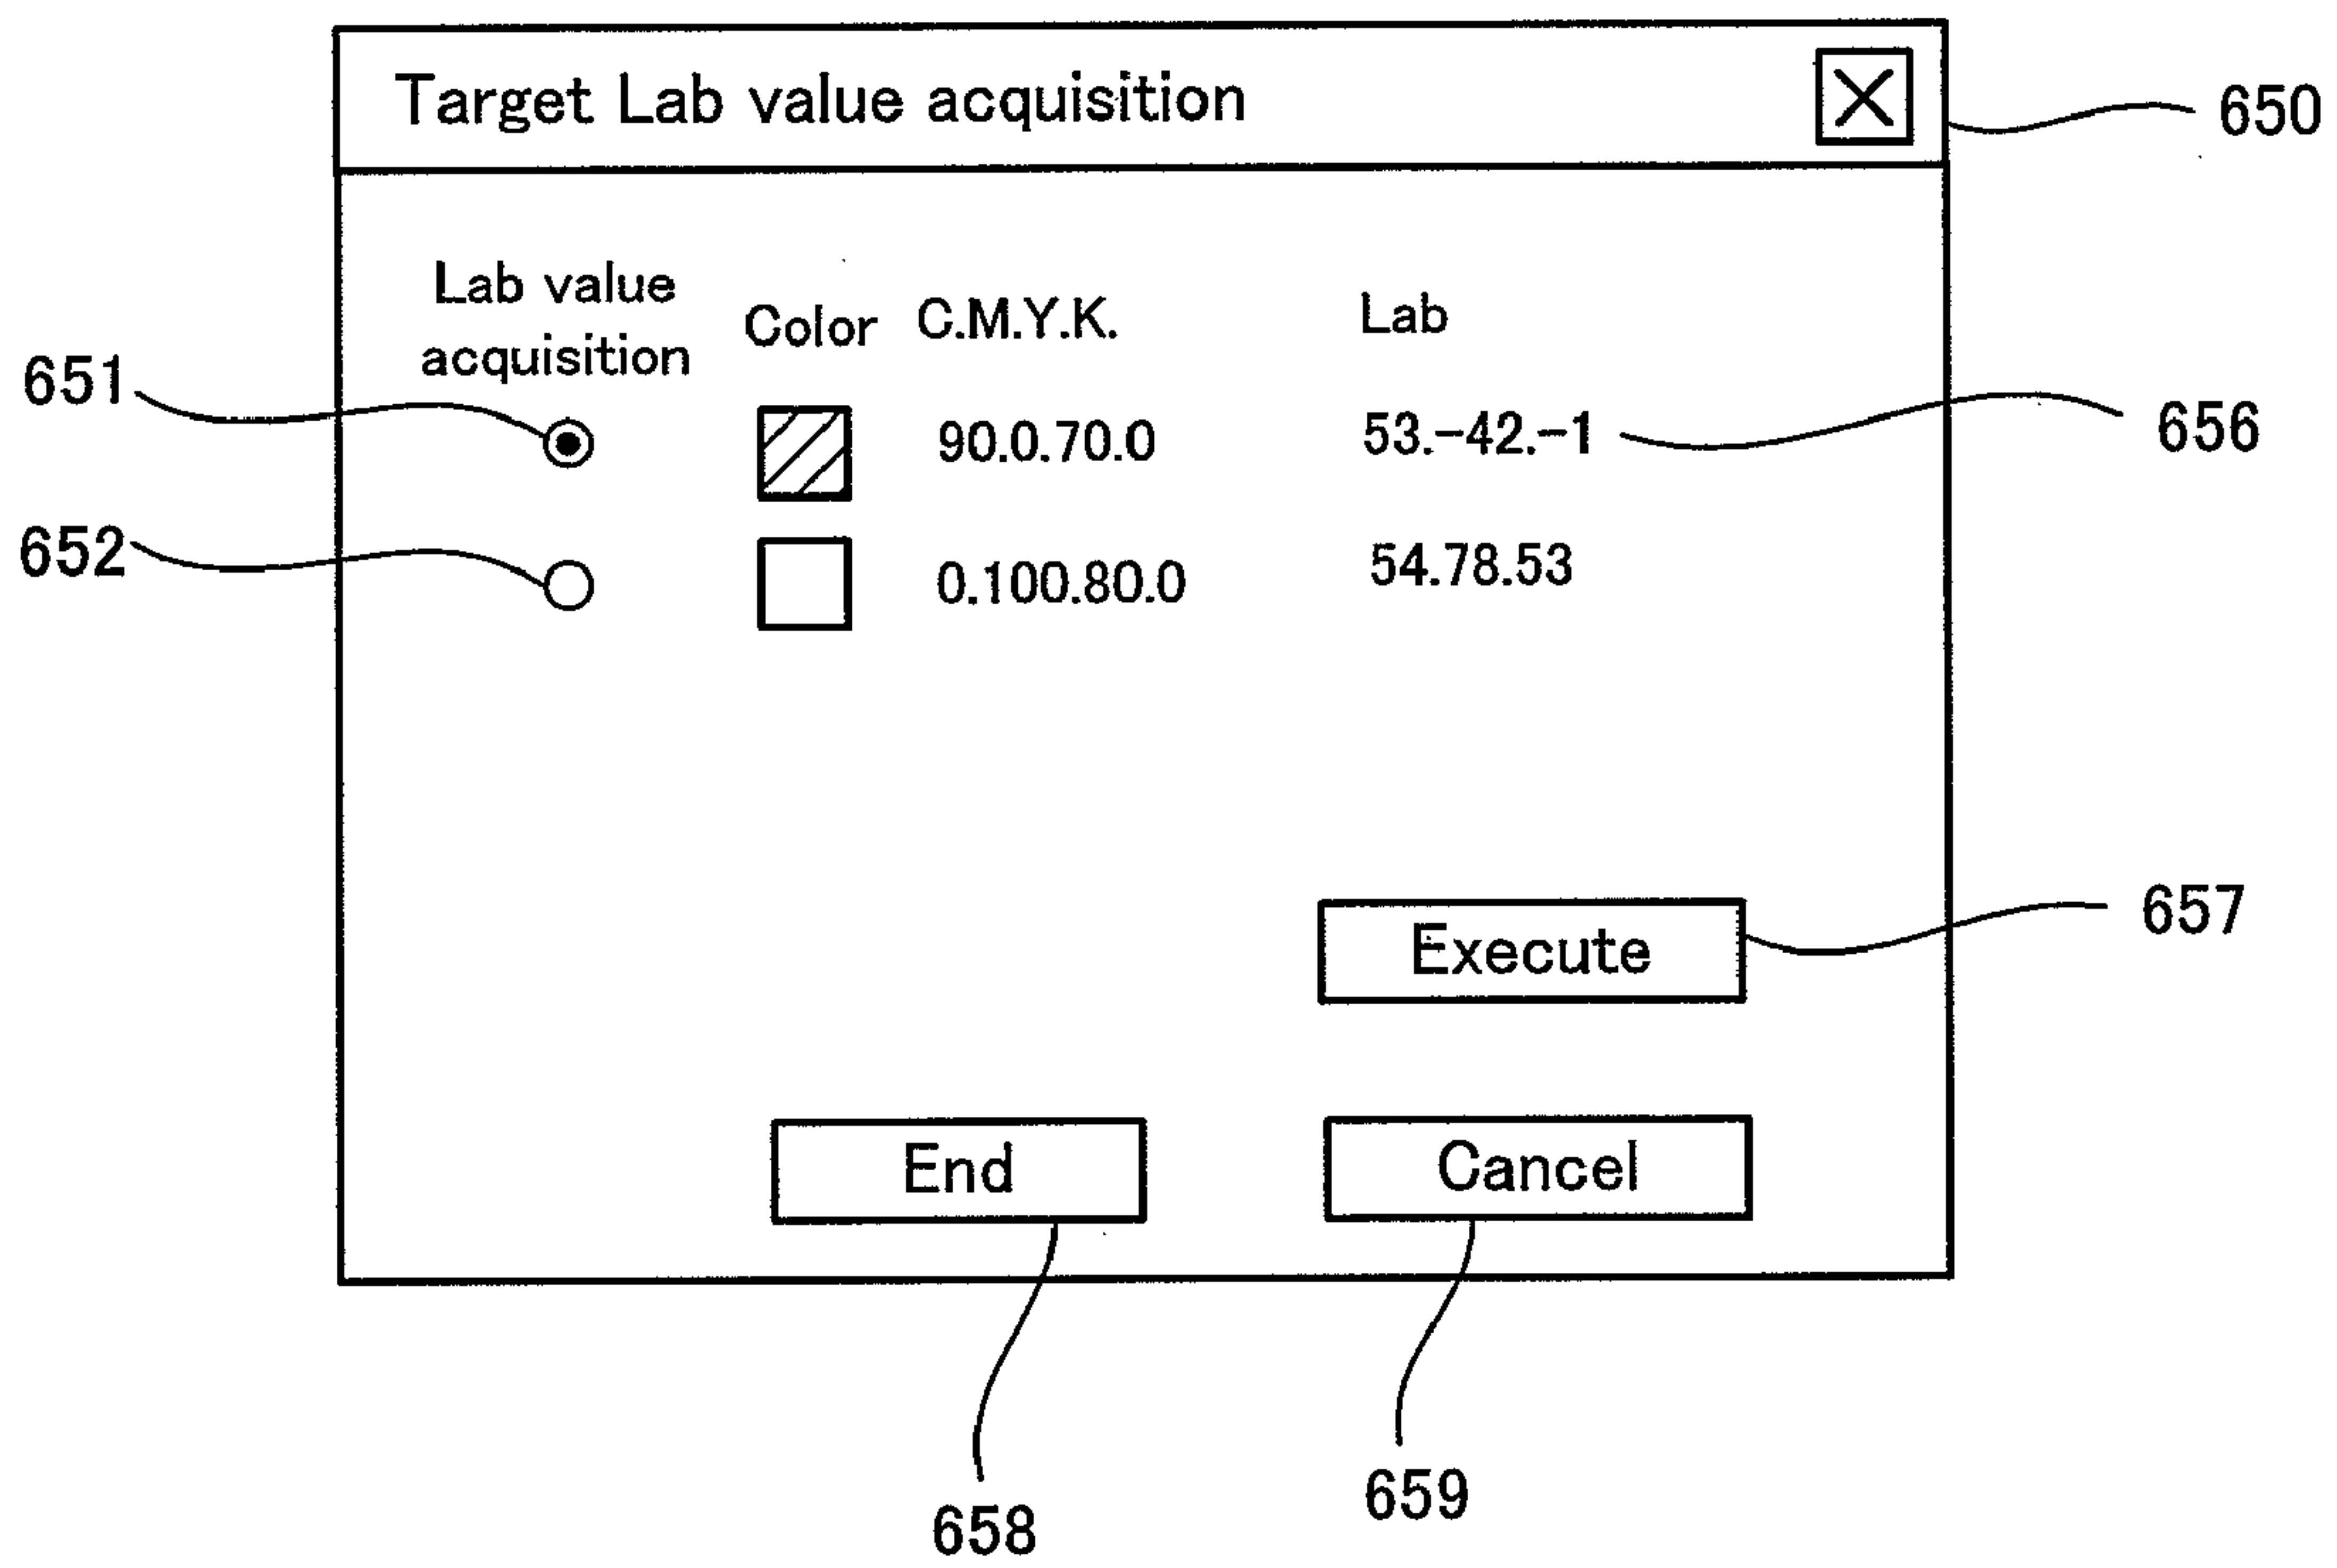 Target Lab value acquisition
650
Lab value
acquisition
Color
C.M.Y.K.
Lab
651
90.0.70.0
53.-42.-1
656
652
0.100.80.0
54.78.53
Execute
657
End
Cancel
658
659